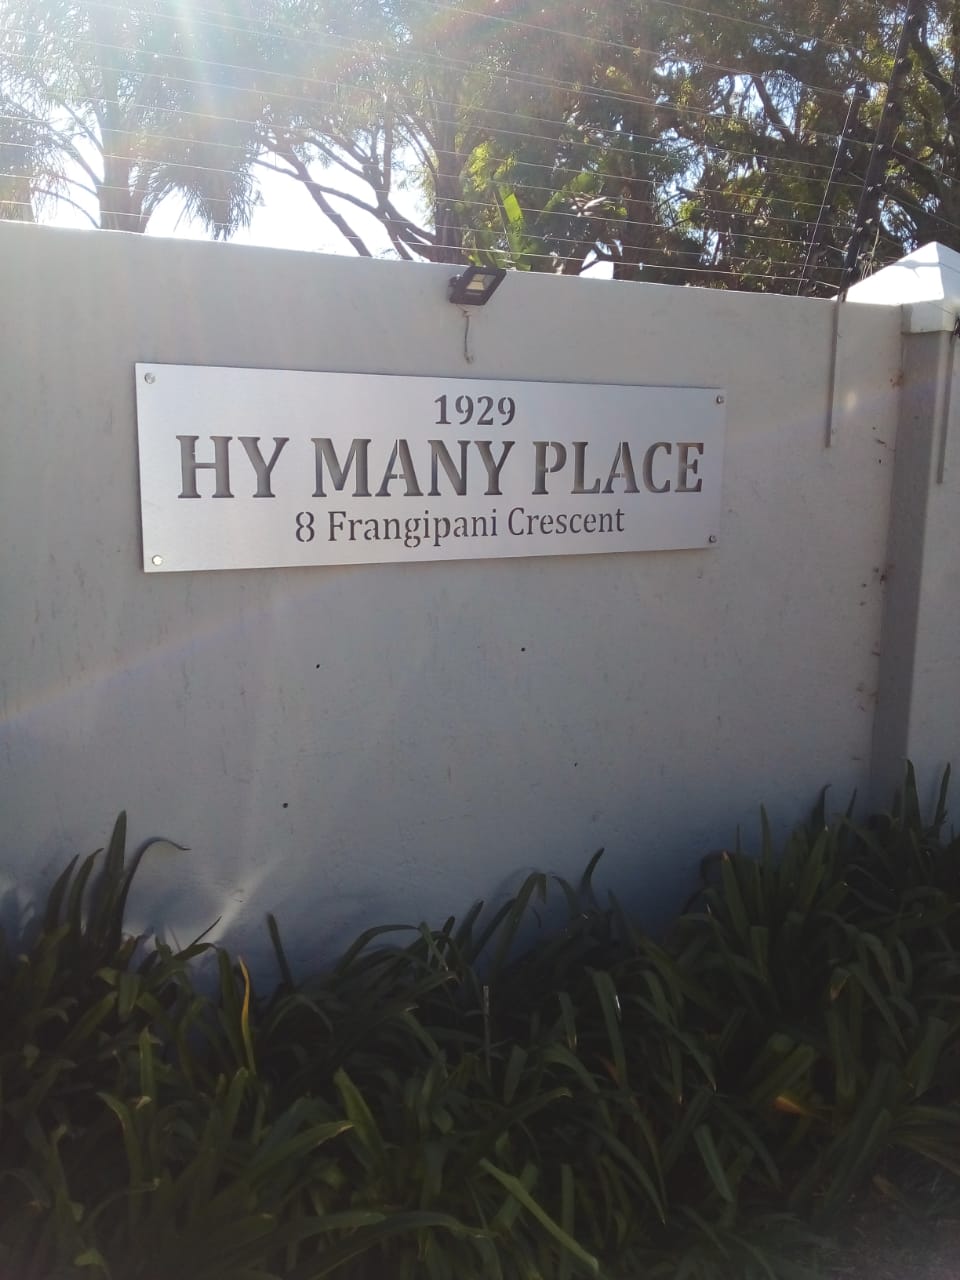 1929
HY MANY PLACE
8 Frangipani Crescent